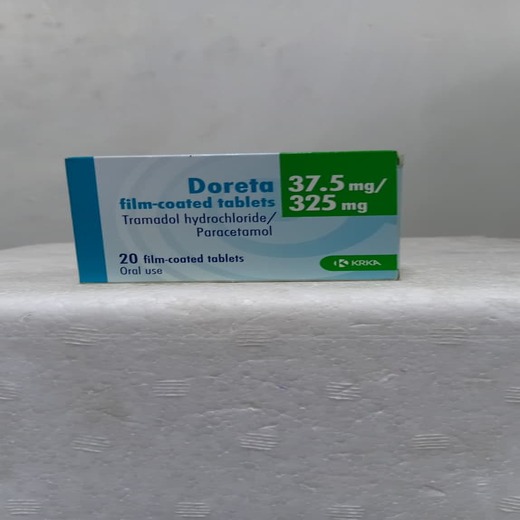 Doreta
film-coated tablets
Tramadol hydrochloride/
Paracetamol
37.5 mg/
325 mg
20 film-coated tablets
Oral use
KRKA